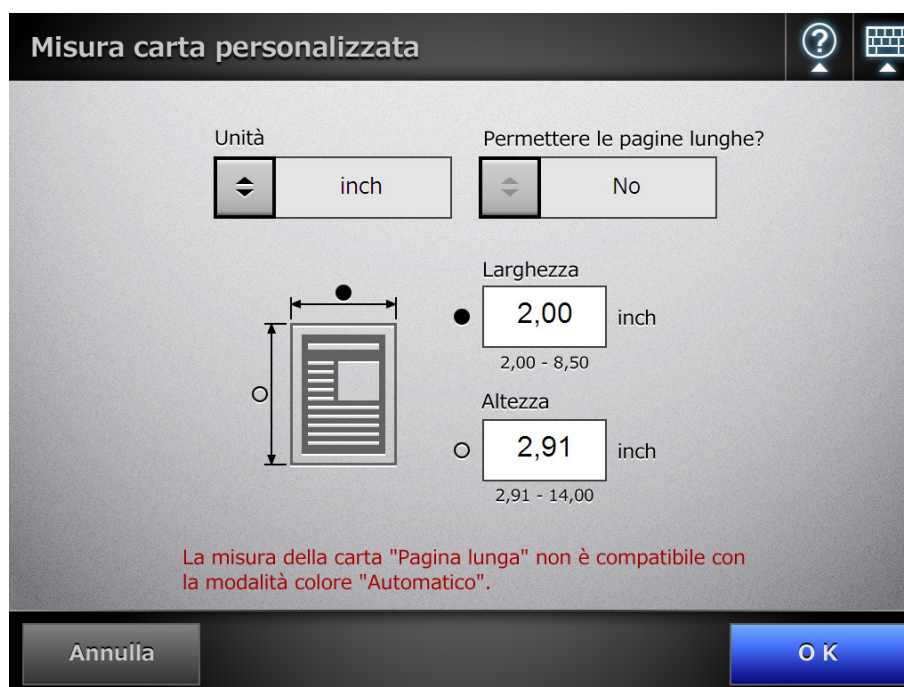 Misura carta personalizzata
?
Unità
Permettere le pagine lunghe?
inch
No
Larghezza
2,00
inch
2,00 - 8,50
Altezza
2,91
inch
2,91 - 14,00
La misura della carta "Pagina lunga" non è compatibile con
la modalità colore "Automatico".
Annulla
O K